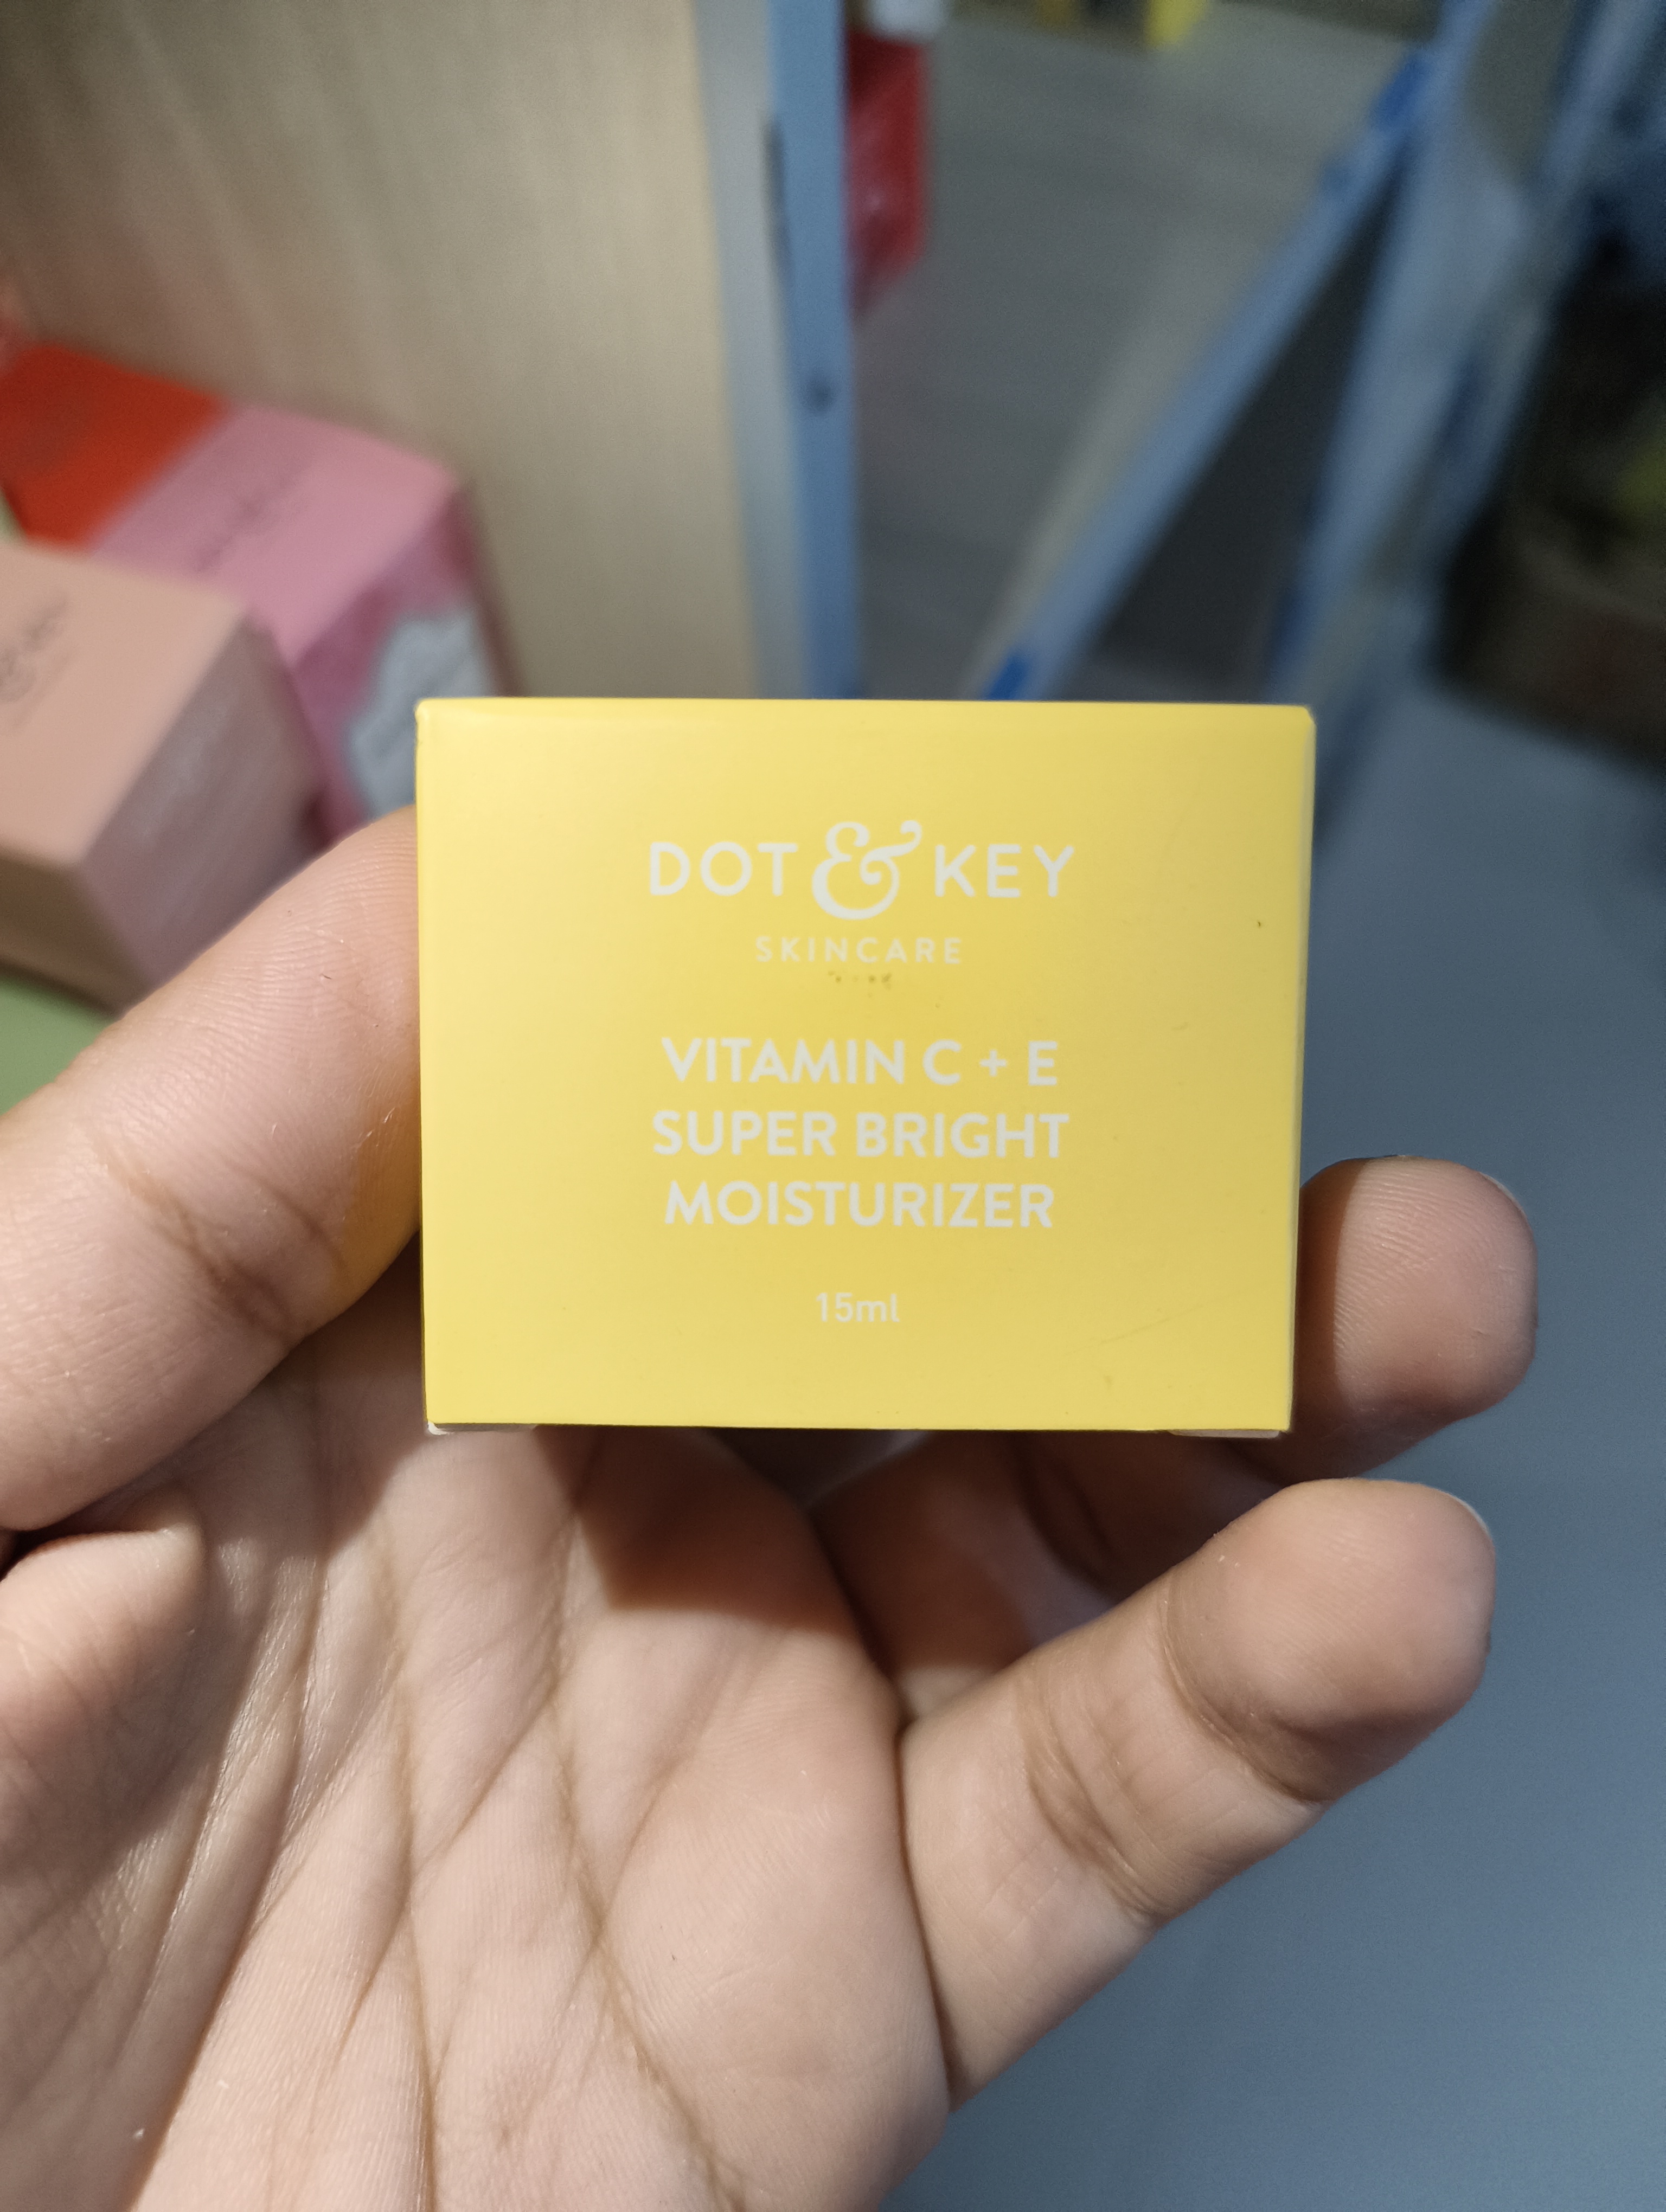 DOT & KEY
SKINCARE
VITAMIN C + E
SUPER BRIGHT
MOISTURIZER
15ml